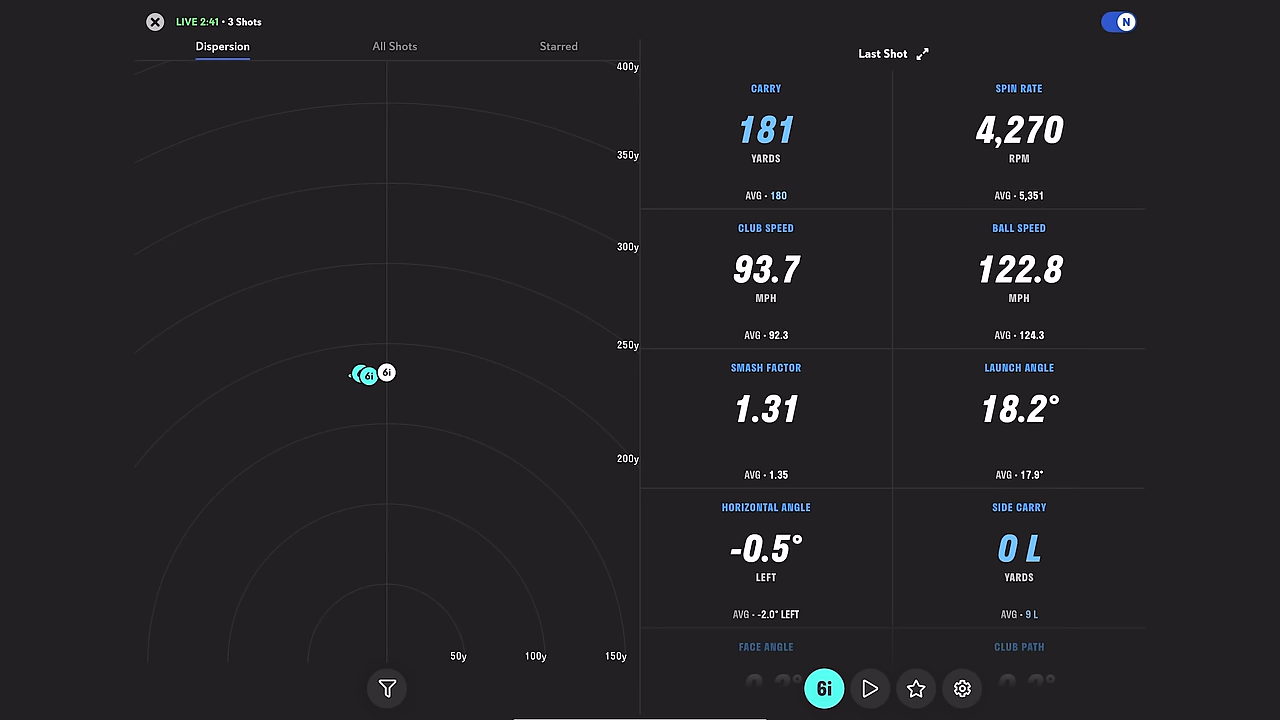 LIVE 2:41 • 3 Shots
N
Dispersion
All Shots
Starred
Last Shot
400y
350y
300y
250y
200y
50y
100y
150y
6i
6i
CARRY
181
YARDS
AVG • 180
SPIN RATE
4,270
RPM
AVG • 5,351
CLUB SPEED
93.7
MPH
AVG • 92.3
BALL SPEED
122.8
MPH
AVG • 124.3
SMASH FACTOR
1.31
AVG • 1.35
LAUNCH ANGLE
18.2°
AVG • 17.9°
HORIZONTAL ANGLE
-0.5°
LEFT
AVG • -2.0° LEFT
SIDE CARRY
0 L
YARDS
AVG • 9 L
FACE ANGLE
CLUB PATH
6i